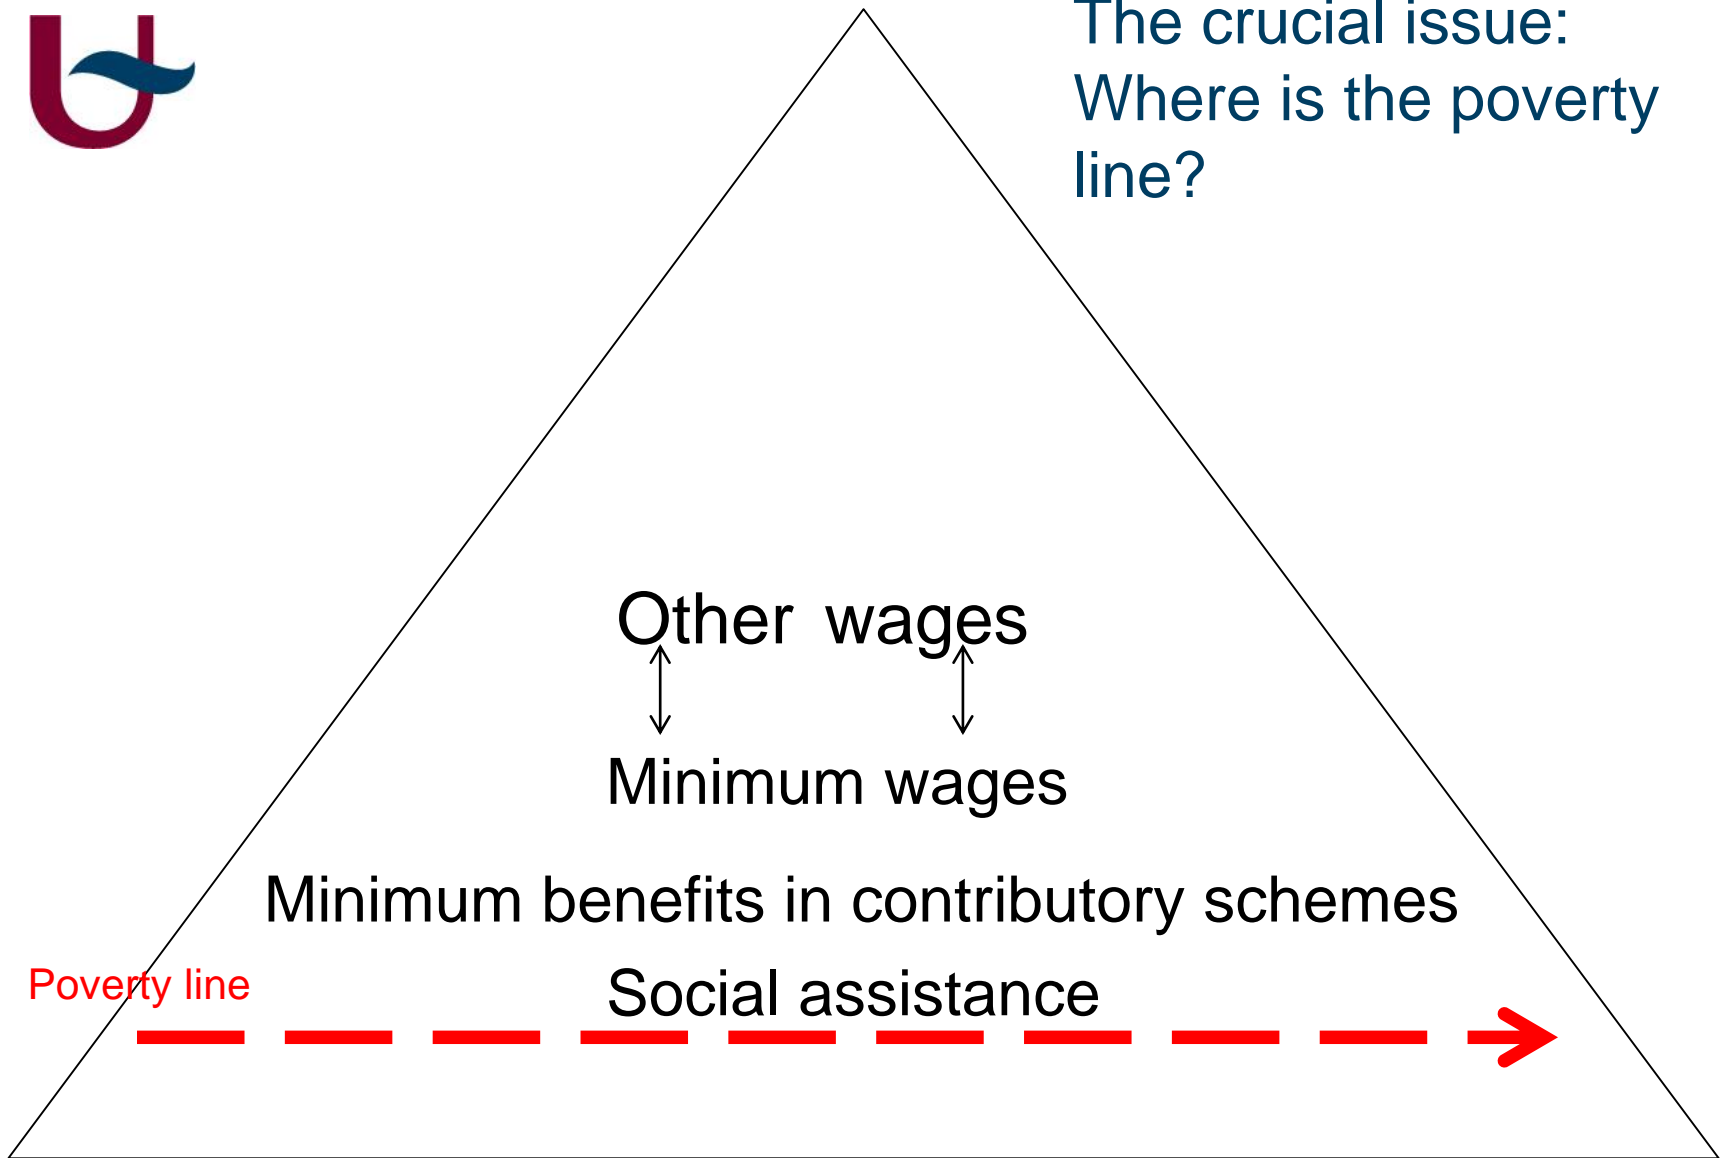 The crucial issue:
Where is the poverty
line?
Other wages
Minimum wages
Minimum benefits in contributory schemes
Poverty line
Social assistance